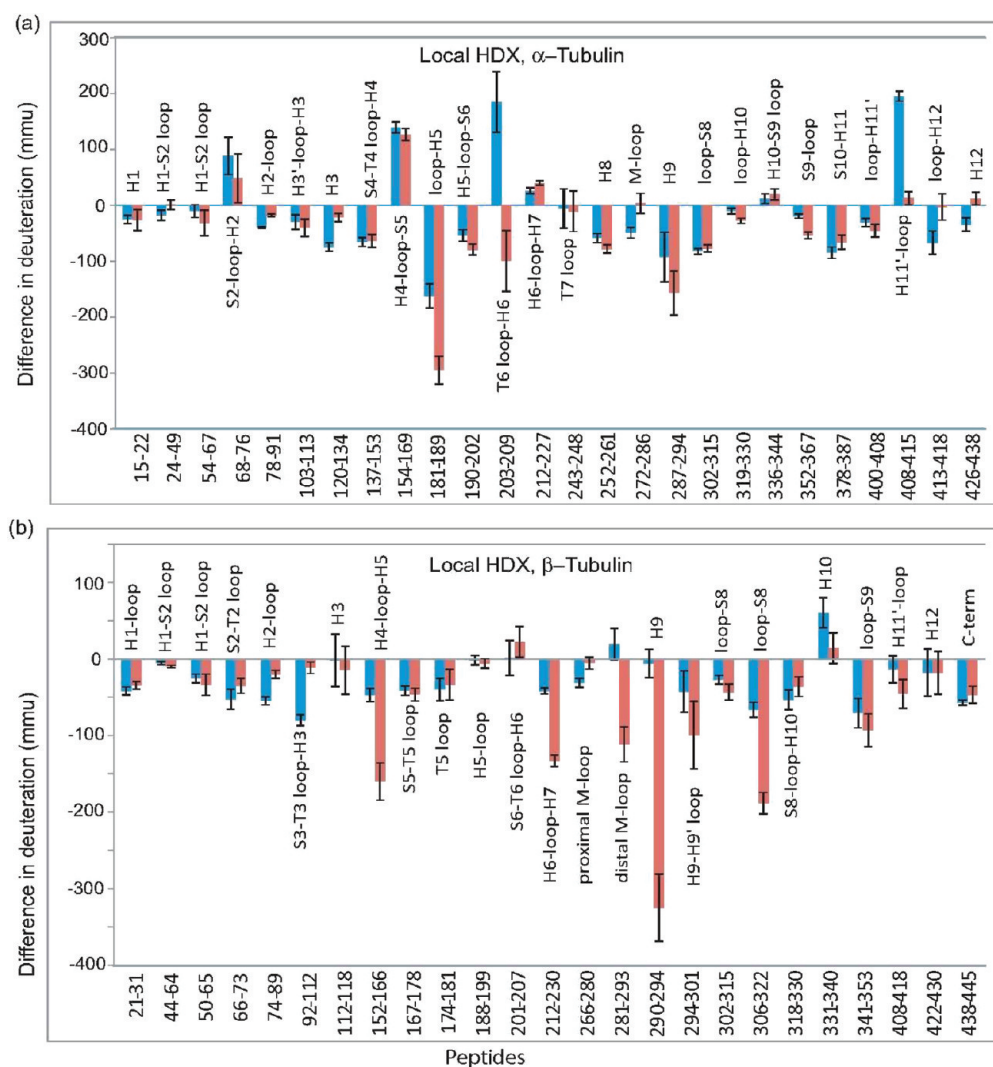 (a)
Local HDX, α–Tubulin
Difference in deuteration (mmu)
300
200
100
0
-100
-200
-300
-400
H1
H1-S2 loop
H1-S2 loop
S2-loop-H2
H2-loop
H3'-loop-H3
H3
S4-T4 loop-H4
H4-loop-S5
loop-H5
H5-loop-S6
T6 loop-H6
H6-loop-H7
T7 loop
H8
M-loop
H9
loop-S8
loop-H10
H10-S9 loop
S9-loop
S10-H11
loop-H11'
H11'-loop
loop-H12
H12
15-22
24-49
54-67
68-76
78-91
103-113
120-134
137-153
154-169
181-189
190-202
203-209
212-227
243-248
252-261
272-286
287-294
302-315
319-330
336-344
352-367
378-387
400-408
408-415
413-418
426-438
(b)
Local HDX, β–Tubulin
Difference in deuteration (mmu)
100
0
-100
-200
-300
-400
H1-loop
H1-S2 loop
H1-S2 loop
S2-T2 loop
H2-loop
S3-T3 loop-H3
H3
H4-loop-H5
S5-T5 loop
T5 loop
H5-loop
S6-T6 loop-H6
H6-loop-H7
proximal M-loop
distal M-loop
H9
H9-H9' loop
loop-S8
loop-S8
S8-loop-H10
H10
loop-S9
H11'-loop
H12
C-term
21-31
44-64
50-65
66-73
74-89
92-112
112-118
152-166
167-178
174-181
188-199
201-207
212-230
266-280
281-293
290-294
294-301
302-315
306-322
318-330
331-340
341-353
408-418
422-430
438-445
Peptides